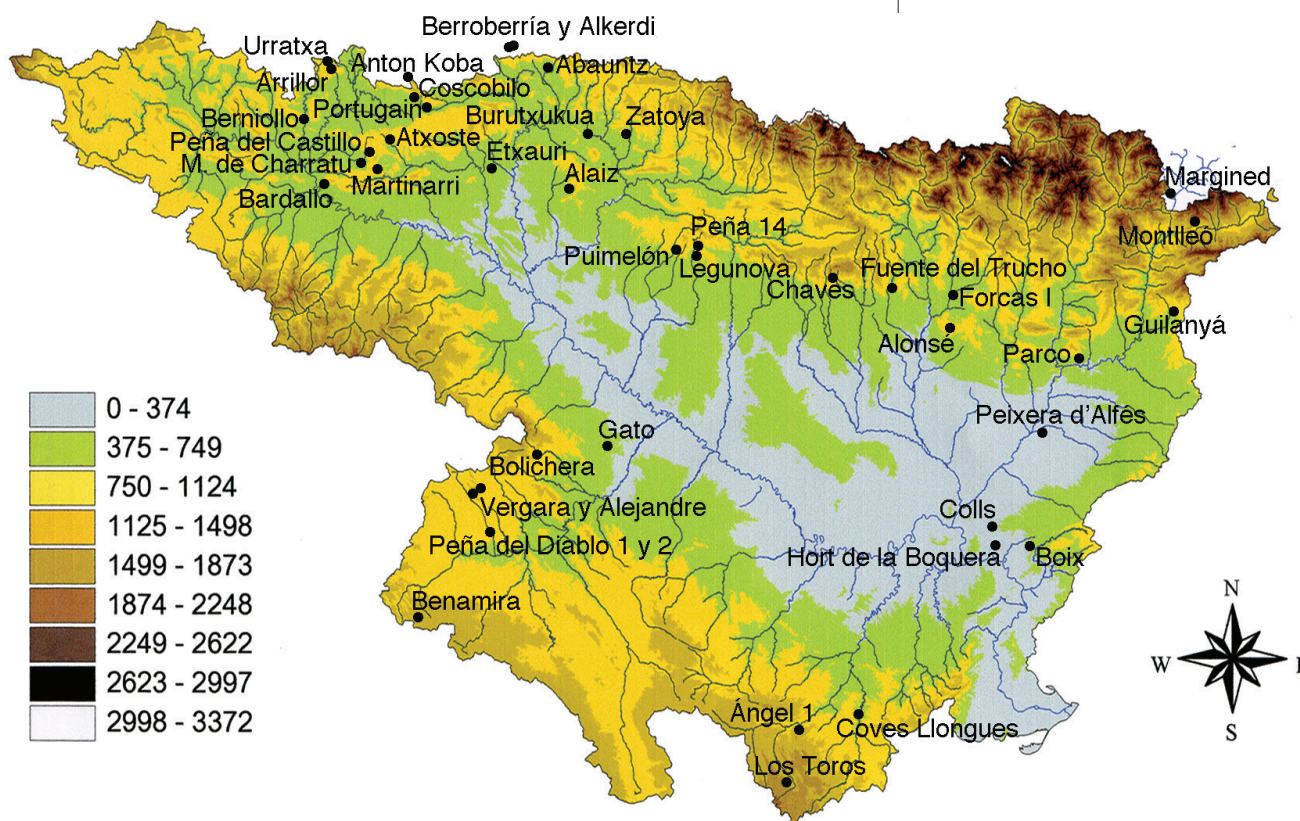 Berroberría y Alkerdi
Urratxa
Anton Koba
Abauntz
Arrillor
Coscobilo
Portugain
Berniollo
Burutxukua
Zatoya
Peña del Castillo
Atxoste
M. de Charratu
Etxauri
Martinarri
Alaiz
Bardallo
Margined
Montlleó
Peña 14
Puimelón
Legunova
Chaves
Fuente del Trucho
Forcas I
Guilanyá
Alonsé
Parco
0 - 374
375 - 749
750 - 1124
1125 - 1498
1499 - 1873
1874 - 2248
2249 - 2622
2623 - 2997
2998 - 3372
Peixera d'Alfés
Gato
Bolichera
Vergara y Alejandre
Peña del Diablo 1 y 2
Colls
Hort de la Boquera
Boix
Benamira
N
W
S
Ángel 1
Coves Llongues
Los Toros